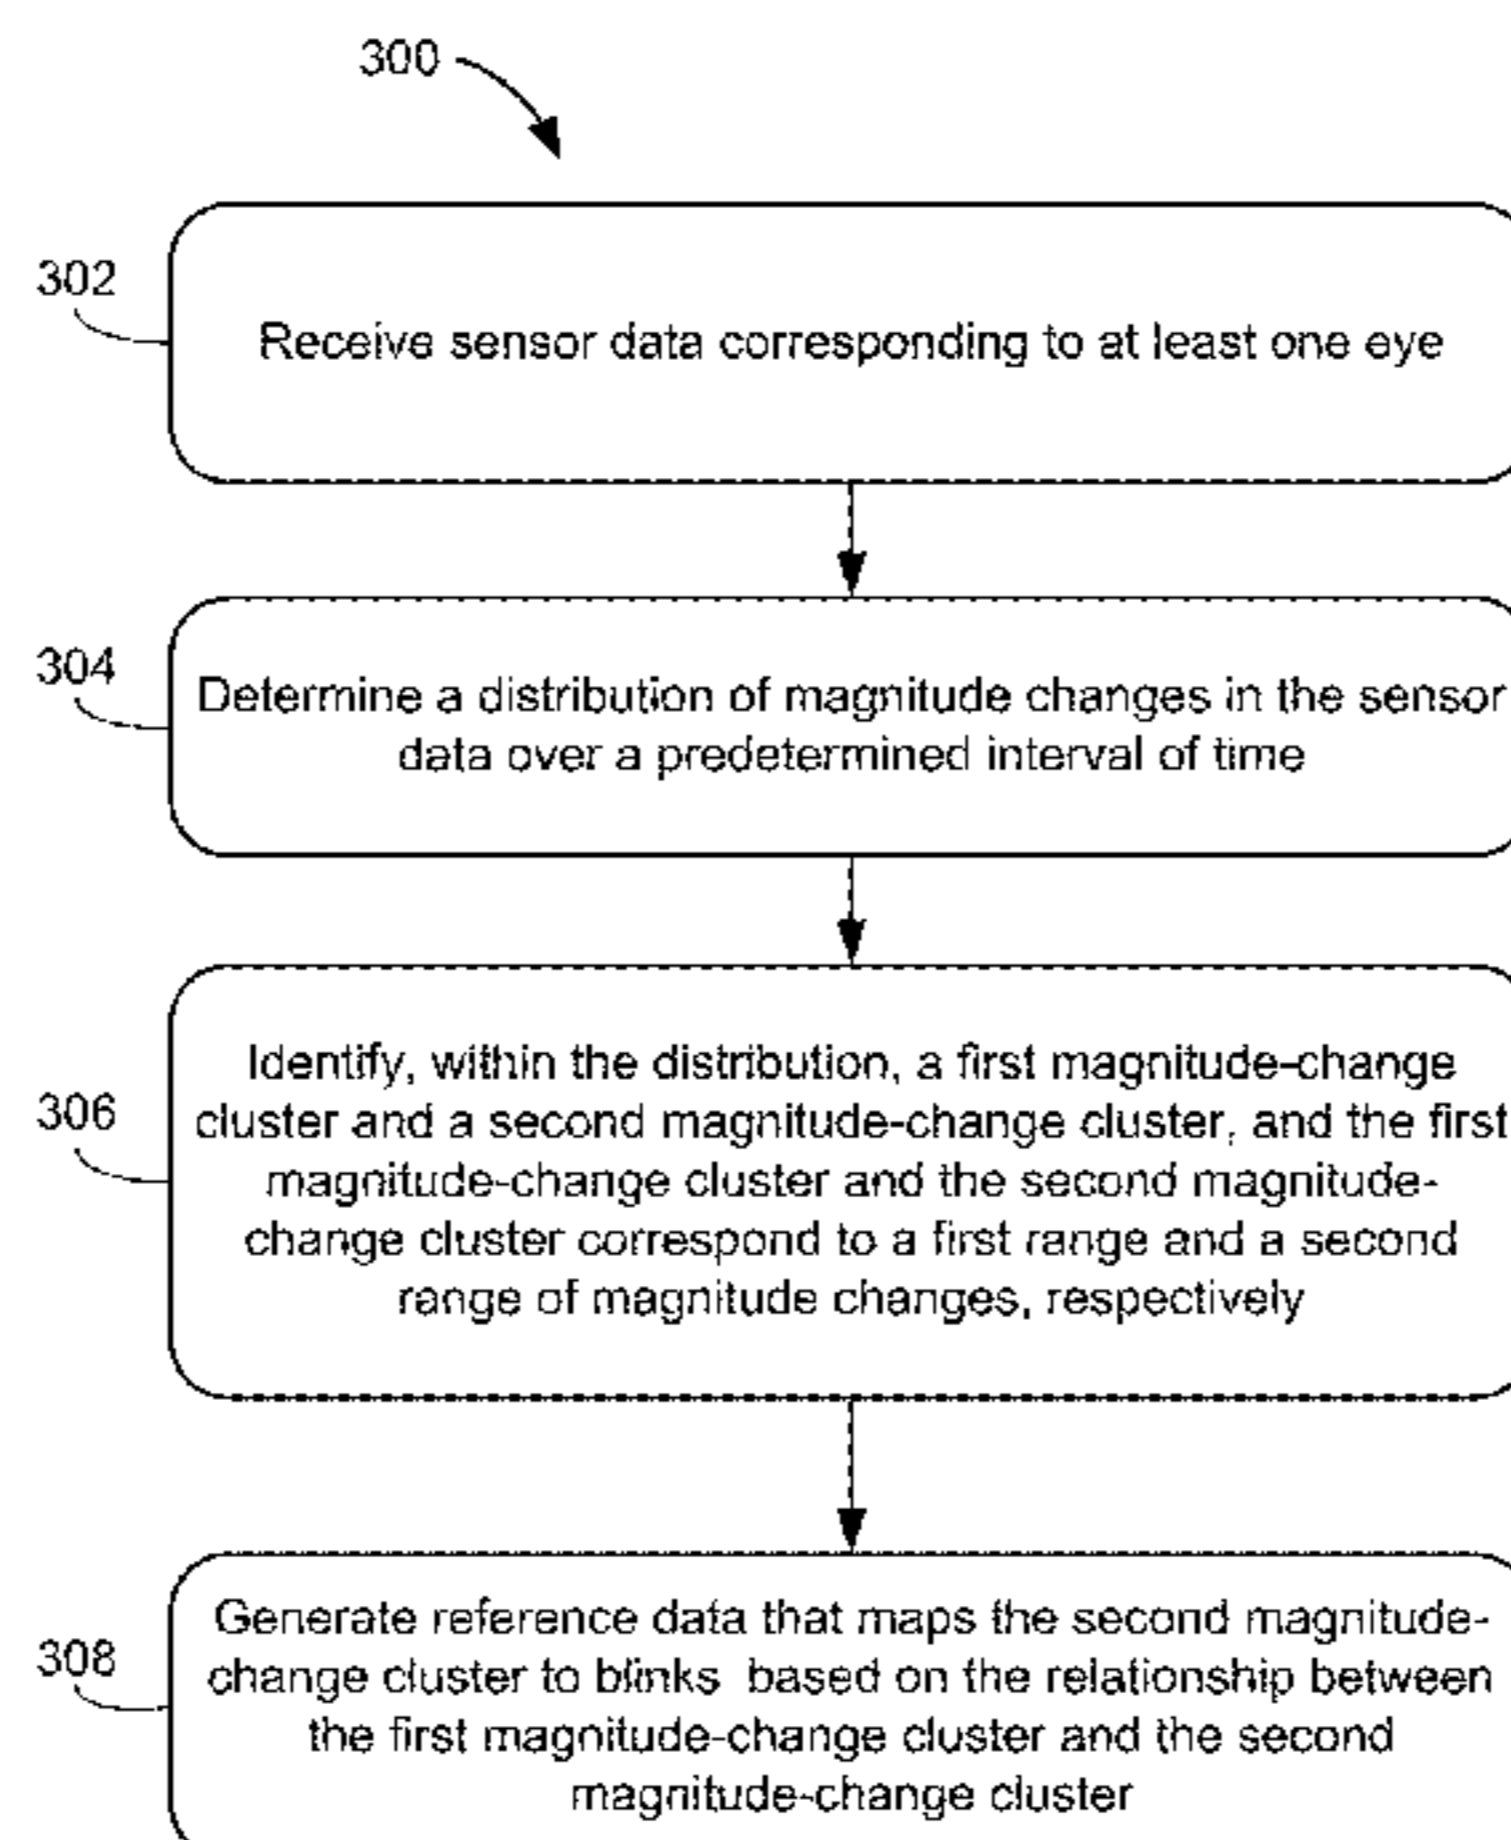 300
302
Receive sensor data corresponding to at least one eye
304
Determine a distribution of magnitude changes in the sensor
data over a predetermined interval of time
306
Identify, within the distribution, a first magnitude-change
cluster and a second magnitude-change cluster, and the first
magnitude-change cluster and the second magnitude-
change cluster correspond to a first range and a second
range of magnitude changes, respectively
308
Generate reference data that maps the second magnitude-
change cluster to blinks based on the relationship between
the first magnitude-change cluster and the second
magnitude-change cluster